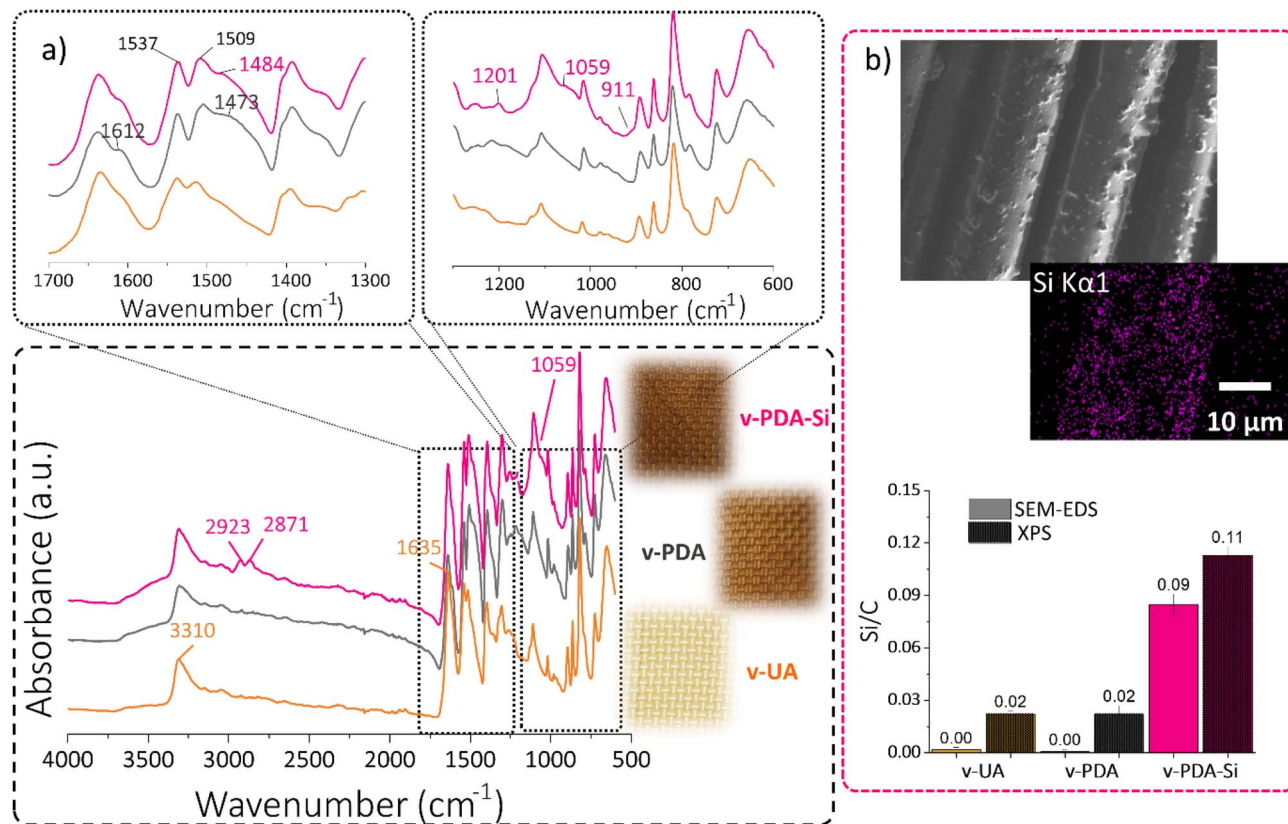 a)
1537
1509
1484
1473
1612
1700 1600 1500 1400 1300
Wavenumber (cm⁻¹)
1201
1059
911
1200 1000 800 600
Wavenumber (cm⁻¹)
1059
2923
2871
1635
3310
v-PDA-Si
v-PDA
v-UA
Absorbance (a.u.)
4000 3500 3000 2500 2000 1500 1000 500
Wavenumber (cm⁻¹)
b)
Si Kα1
10 µm
Si/C
0.15
0.12
0.09
0.06
0.03
0.00
SEM-EDS
XPS
0.00
0.02
0.00
0.02
0.09
0.11
v-UA v-PDA v-PDA-Si